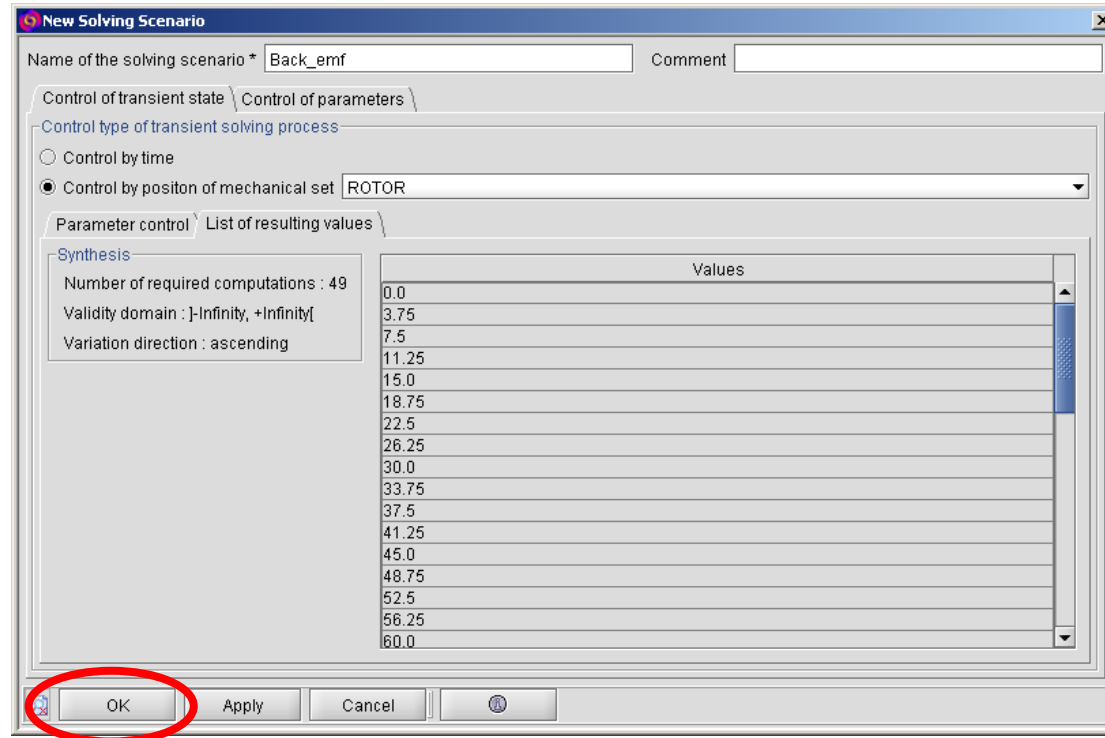 New Solving Scenario
Name of the solving scenario * Back_emf Comment
Control of transient state Control of parameters
Control type of transient solving process
Control by time
Control by positon of mechanical set ROTOR
Parameter control List of resulting values
Synthesis
Number of required computations : 49
Validity domain : ]-Infinity, +Infinity[
Variation direction : ascending
Values
0.0
3.75
7.5
11.25
15.0
18.75
22.5
26.25
30.0
33.75
37.5
41.25
45.0
48.75
52.5
56.25
60.0
OK Apply Cancel